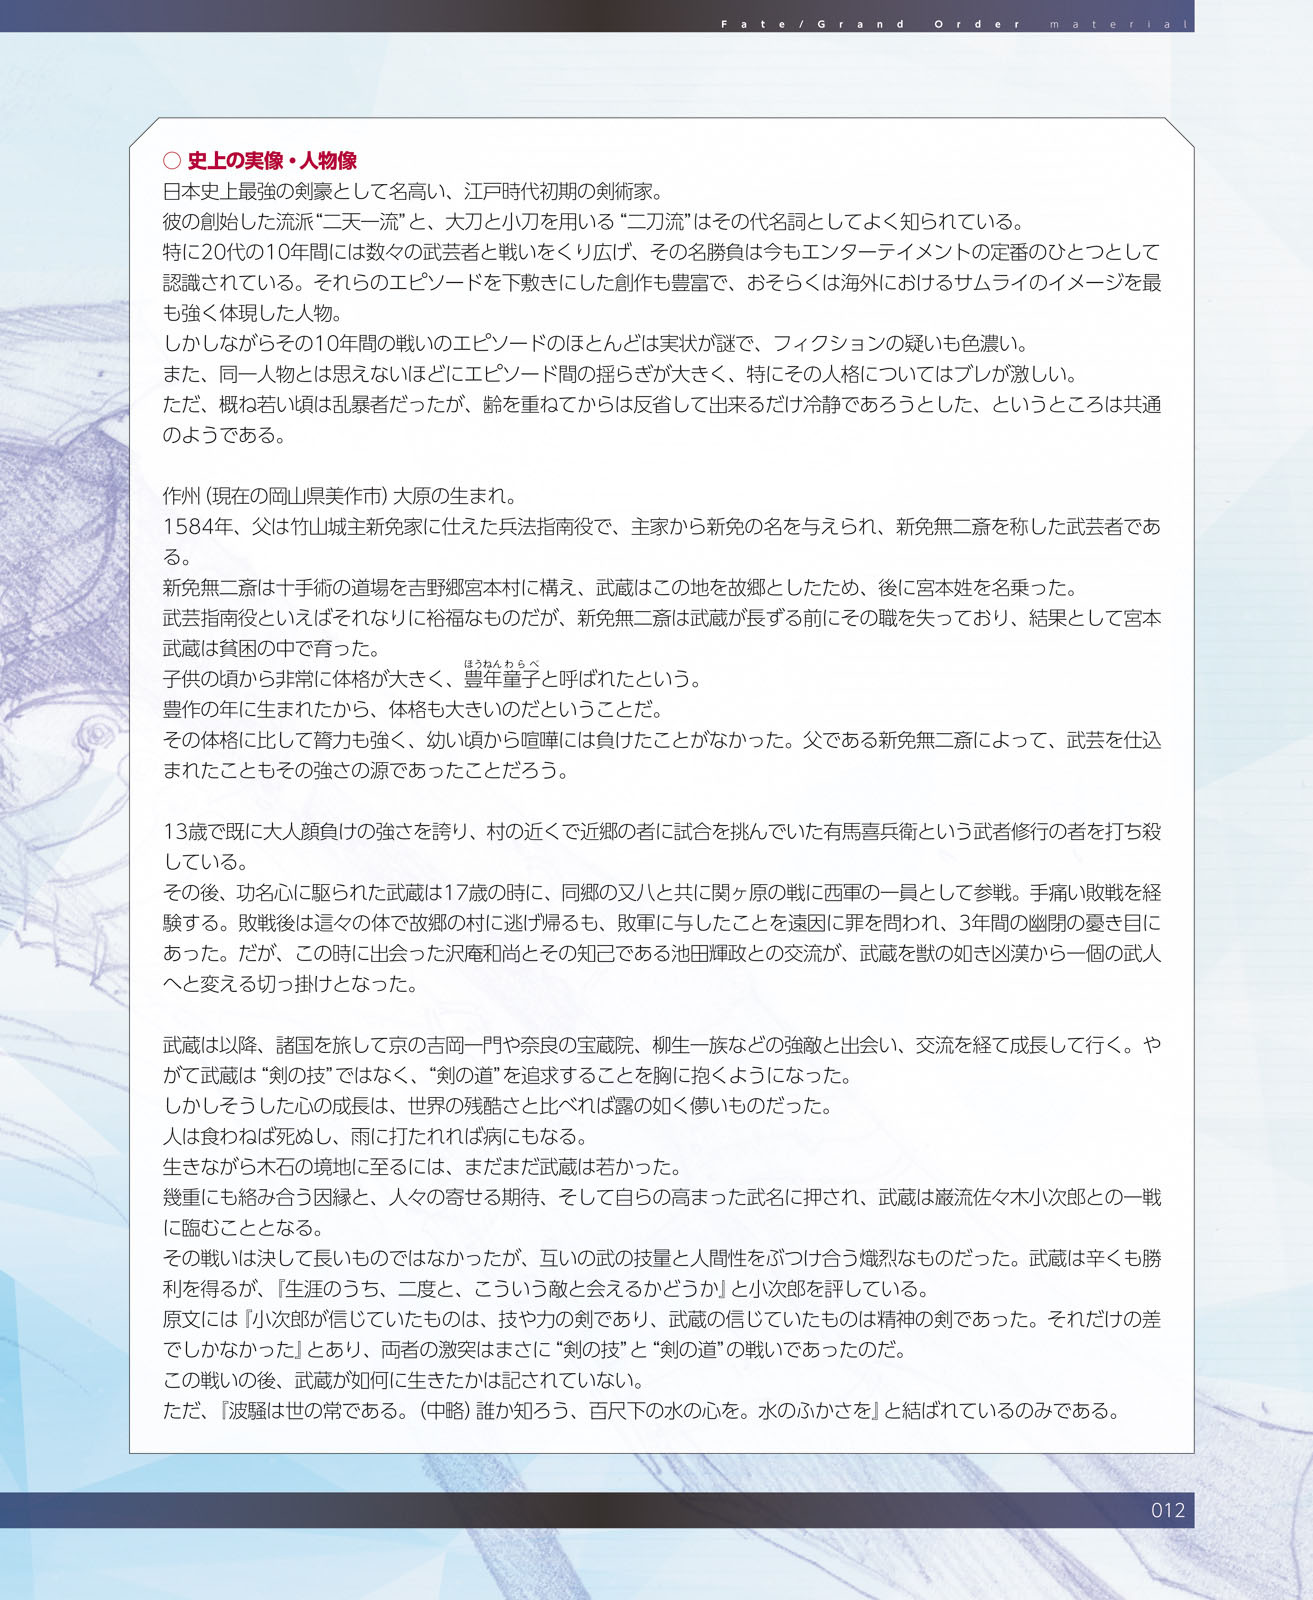 Fate/Grand Order material
○ 史上の実像・人物像
日本史上最強の剣豪として名高い、江戸時代初期の剣術家。
彼の創始した流派“二天一流”と、大刀と小刀を用いる“二刀流”はその代名詞としてよく知られている。
特に20代の10年間には数々の武芸者と戦いをくり広げ、その名勝負は今もエンターテイメントの定番のひとつとして
認識されている。それらのエピソードを下敷きにした創作も豊富で、おそらくは海外におけるサムライのイメージを最
も強く体現した人物。
しかしながらその10年間の戦いのエピソードのほとんどは実状が謎で、フィクションの疑いも色濃い。
また、同一人物とは思えないほどにエピソード間の揺らぎが大きく、特にその人格についてはブレが激しい。
ただ、概ね若い頃は乱暴者だったが、齢を重ねてからは反省して出来るだけ冷静であろうとした、というところは共通
のようである。
作州（現在の岡山県美作市）大原の生まれ。
1584年、父は竹山城主新免家に仕えた兵法指南役で、主家から新免の名を与えられ、新免無二斎を称した武芸者であ
る。
新免無二斎は十手術の道場を吉野郷宮本村に構え、武蔵はこの地を故郷としたため、後に宮本姓を名乗った。
武芸指南役といえばそれなりに裕福なものだが、新免無二斎は武蔵が長ずる前にその職を失っており、結果として宮本
武蔵は貧困の中で育った。
ほうねんわらべ
子供の頃から非常に体格が大きく、豊年童子と呼ばれたという。
豊作の年に生まれたから、体格も大きいのだということだ。
その体格に比して膂力も強く、幼い頃から喧嘩には負けたことがなかった。父である新免無二斎によって、武芸を仕込
まれたこともその強さの源であったことだろう。
13歳で既に大人顔負けの強さを誇り、村の近くで近郷の者に試合を挑んでいた有馬喜兵衛という武者修行の者を打ち殺
している。
その後、功名心に駆られた武蔵は17歳の時に、同郷の又八と共に関ヶ原の戦に西軍の一員として参戦。手痛い敗戦を経
験する。敗戦後は這々の体で故郷の村に逃げ帰るも、敗軍に与したことを遠因に罪を問われ、3年間の幽閉の憂き目に
あった。だが、この時に出会った沢庵和尚とその知己である池田輝政との交流が、武蔵を獣の如き凶漢から一個の武人
へと変える切っ掛けとなった。
武蔵は以降、諸国を旅して京の吉岡一門や奈良の宝蔵院、柳生一族などの強敵と出会い、交流を経て成長して行く。や
がて武蔵は“剣の技”ではなく、“剣の道”を追求することを胸に抱くようになった。
しかしそうした心の成長は、世界の残酷さと比べれば露の如く儚いものだった。
人は食わねば死ぬし、雨に打たれれば病にもなる。
生きながら木石の境地に至るには、まだまだ武蔵は若かった。
幾重にも絡み合う因縁と、人々の寄せる期待、そして自らの高まった武名に押され、武蔵は巌流佐々木小次郎との一戦
に臨むこととなる。
その戦いは決して長いものではなかったが、互いの武の技量と人間性をぶつけ合う熾烈なものだった。武蔵は辛くも勝
利を得るが、『生涯のうち、二度と、こういう敵と会えるかどうか』と小次郎を評している。
原文には『小次郎が信じていたものは、技や力の剣であり、武蔵の信じていたものは精神の剣であった。それだけの差
でしかなかった』とあり、両者の激突はまさに“剣の技”と“剣の道”の戦いであったのだ。
この戦いの後、武蔵が如何に生きたかは記されていない。
ただ、『波騒は世の常である。（中略）誰か知ろう、百尺下の水の心を。水のふかさを』と結ばれているのみである。
012